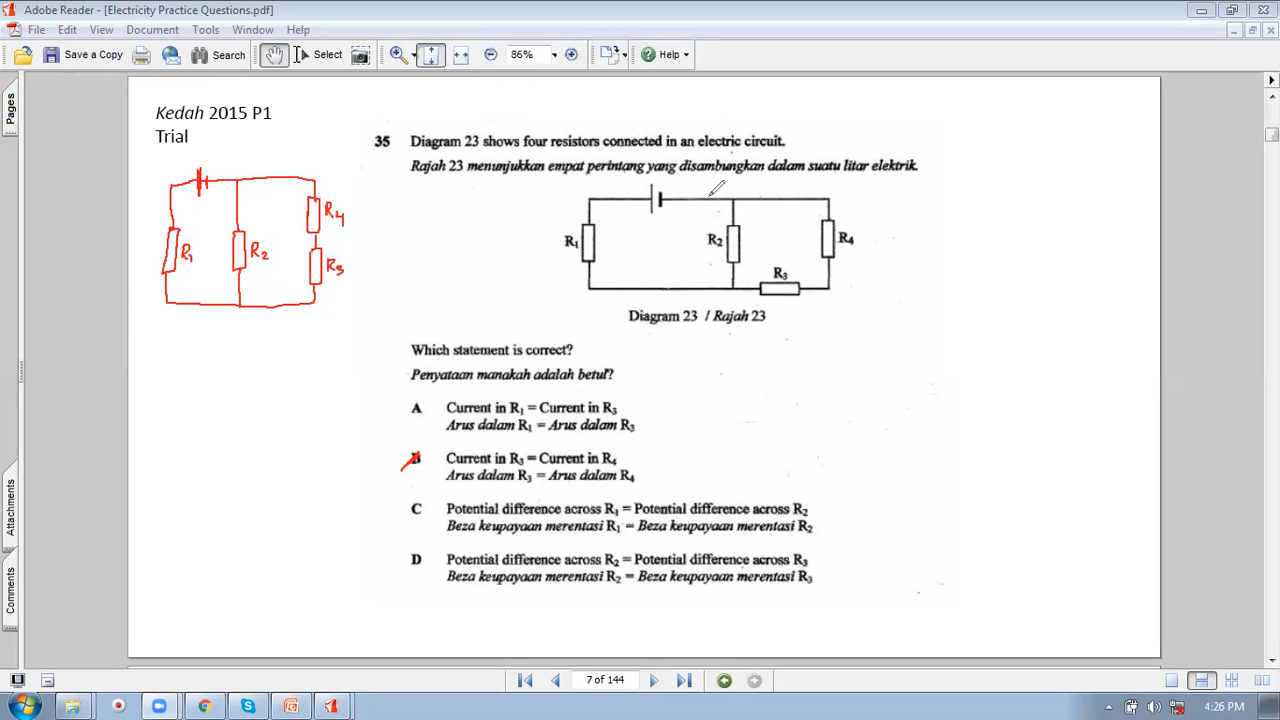 Adobe Reader - [Electricity Practice Questions.pdf]
File Edit View Document Tools Window Help
Save a Copy Search Select 86% Help
Pages
Attachments
Comments
Kedah 2015 P1
Trial
R1 R2 R4
R3
35 Diagram 23 shows four resistors connected in an electric circuit.
Rajah 23 menunjukkan empat perintang yang disambungkan dalam suatu litar elektrik.
R₁ R₂ R₄
R₃
Diagram 23 / Rajah 23
Which statement is correct?
Penyataan manakah adalah betul?
A Current in R₁ = Current in R₃
Arus dalam R₁ = Arus dalam R₃
B Current in R₃ = Current in R₄
Arus dalam R₃ = Arus dalam R₄
C Potential difference across R₁ = Potential difference across R₂
Beza keupayaan merentasi R₁ = Beza keupayaan merentasi R₂
D Potential difference across R₂ = Potential difference across R₃
Beza keupayaan merentasi R₂ = Beza keupayaan merentasi R₃
7 of 144
4:26 PM